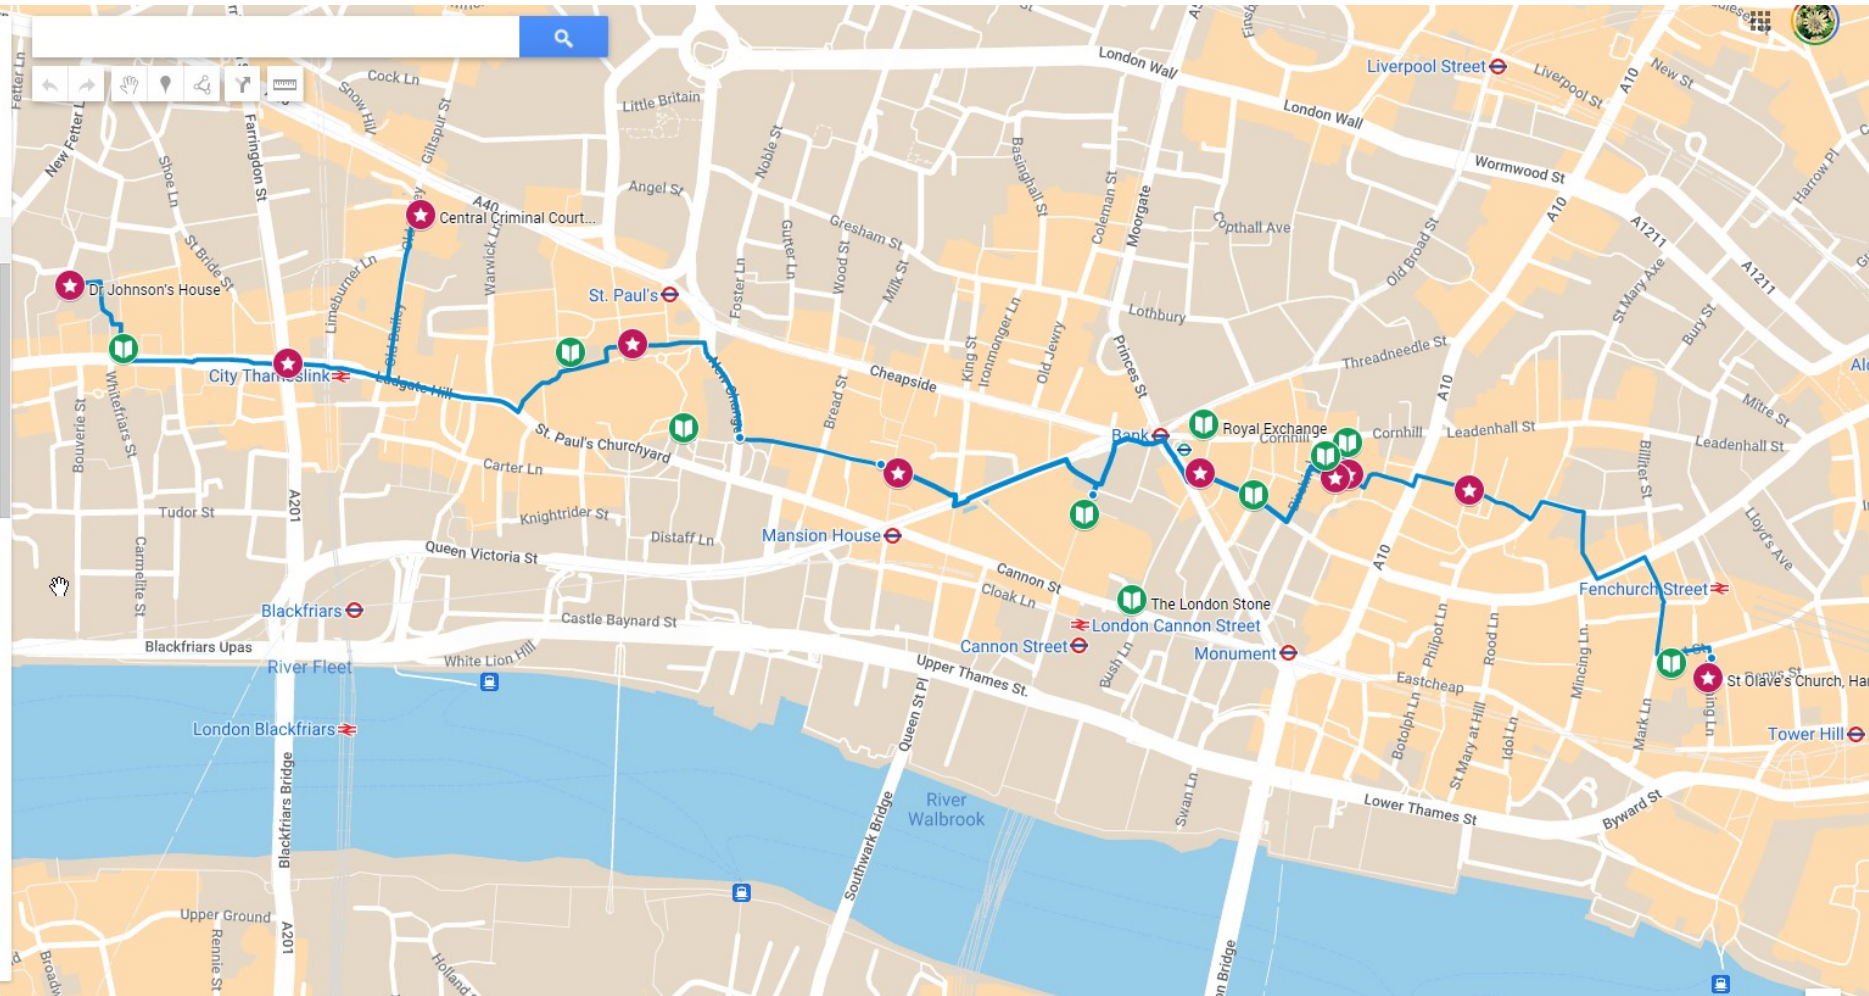 London Wall
Liverpool Street
Liverpool St
New St
A10
Cock Ln
Snow Hill
Giltspur St
Little Britain
London Wall
Fetter Ln
New Fetter L
Shoe Ln
Farringdon St
Noble St
Basinghall St
Coleman St
Moorgate
Wormwood St
Harrow Pl
Angel St
A40
Central Criminal Court...
Warwick Ln
Gutter Ln
Wood St
Gresham St
Milk St
Copthall Ave
Old Broad St
A10
A1211
A1211
St Bride St
Limeburner Ln
Dr Johnson's House
St. Paul's
Foster Ln
King St
Ironmonger Ln
Old Jewry
Lothbury
Princes St
Threadneedle St
St Mary Axe
Bury St
City Thameslink
Old Bailey
Ludgate Hill
New Change
Cheapside
Bread St
A10
Mitre St
Whitefriars St
Bouverie St
St. Paul's Churchyard
Carter Ln
Bank
Royal Exchange
Cornhill
Cornhill
Leadenhall St
Leadenhall St
Billiter St
A201
Tudor St
Knightrider St
Distaff Ln
Mansion House
Lloyd's Ave
Carmelite St
Queen Victoria St
Cannon St
Cloak Ln
A10
Fenchurch Street
Blackfriars
Castle Baynard St
The London Stone
London Cannon Street
Cannon Street
Bush Ln
Monument
Philpot Ln
Rood Ln
Mincing Ln.
Blackfriars Upas
River Fleet
White Lion Hill
Upper Thames St.
Queen St Pl
Eastcheap
St Olave's Church, Ha
Botolph Ln
St Mary at Hill
Idol Ln
Mark Ln
Tower Hill
London Blackfriars
Blackfriars Bridge
Southwark Bridge
River
Walbrook
Swan Ln
Lower Thames St
Byward St
Upper Ground
A201
Rennie St
Broadw
Holland
on Bridge